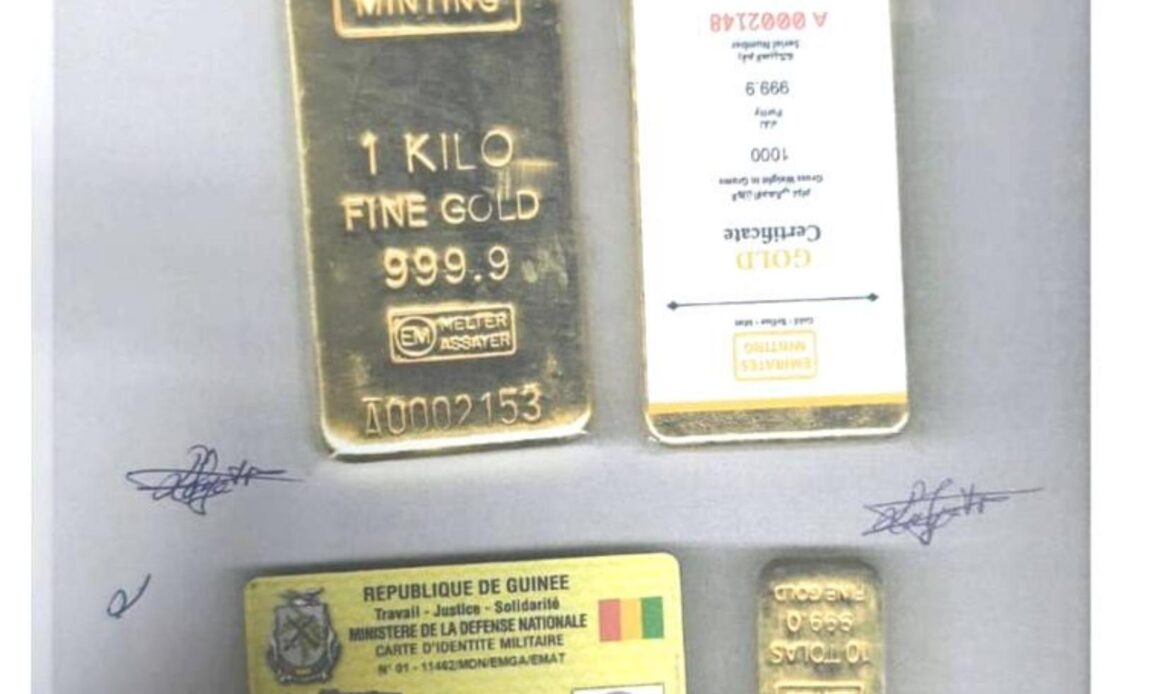 MINTING
1 KILO
FINE GOLD
999.9
EM MELTER
ASSAYER
A0002153
EMIRATES
MINTING
GOLD
Certificate
Gross Weight in Grams
1000
Purity
999.9
Serial Number
A 0002148
REPUBLIQUE DE GUINEE
Travail - Justice - Solidarité
MINISTERE DE LA DEFENSE NATIONALE
CARTE D'IDENTITE MILITAIRE
N° 01 - 11462/MDN/EMGA/EMAT
10 TOLAS
999.0
FINE GOLD